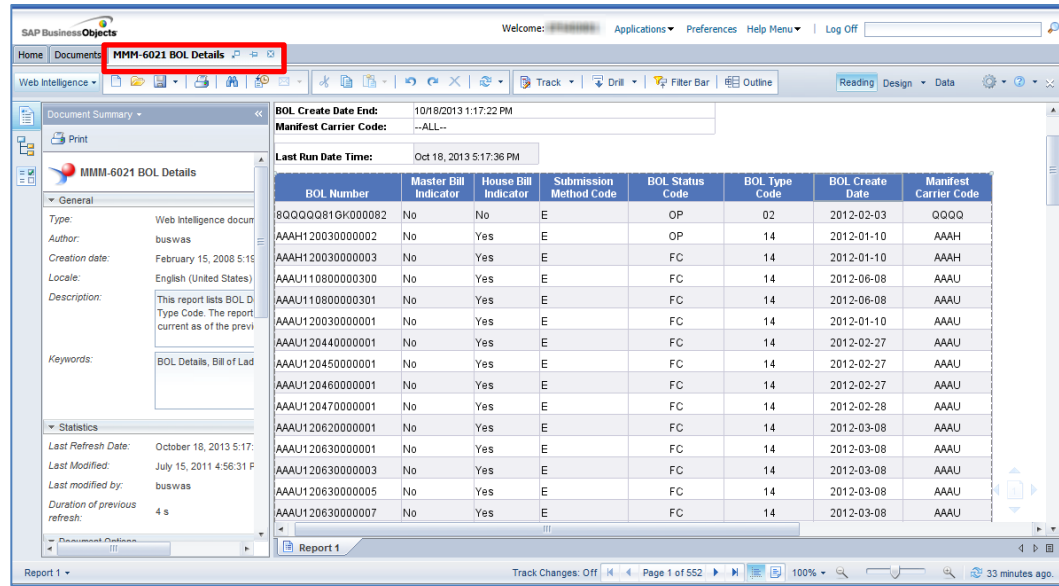 SAP BusinessObjects
Welcome: Applications Preferences Help Menu | Log Off
Home Documents MMM-6021 BOL Details
Web Intelligence Track Drill Filter Bar Outline Reading Design Data
Document Summary
Print
MMM-6021 BOL Details
General
Type: Web Intelligence docum
Author: buswas
Creation date: February 15, 2008 5:19
Locale: English (United States)
Description: This report lists BOL D
Type Code. The report
current as of the previ
Keywords: BOL Details, Bill of Lad
Statistics
Last Refresh Date: October 18, 2013 5:17:
Last Modified: July 15, 2011 4:56:31 P
Last modified by: buswas
Duration of previous refresh: 4 s
Document Options
BOL Create Date End: 10/18/2013 1:17:22 PM
Manifest Carrier Code: --ALL--
Last Run Date Time: Oct 18, 2013 5:17:36 PM
BOL Number Master Bill Indicator House Bill Indicator Submission Method Code BOL Status Code BOL Type Code BOL Create Date Manifest Carrier Code
8QQQQQ81GK000082 No No E OP 02 2012-02-03 QQQQ
AAAH120030000002 No Yes E OP 14 2012-01-10 AAAH
AAAH120030000003 No Yes E FC 14 2012-01-10 AAAH
AAAU110800000300 No Yes E FC 14 2012-06-08 AAAU
AAAU110800000301 No Yes E FC 14 2012-06-08 AAAU
AAAU120030000001 No Yes E FC 14 2012-01-10 AAAU
AAAU120440000001 No Yes E FC 14 2012-02-27 AAAU
AAAU120450000001 No Yes E FC 14 2012-02-27 AAAU
AAAU120460000001 No Yes E FC 14 2012-02-27 AAAU
AAAU120470000001 No Yes E FC 14 2012-02-28 AAAU
AAAU120620000001 No Yes E FC 14 2012-03-08 AAAU
AAAU120630000001 No Yes E FC 14 2012-03-08 AAAU
AAAU120630000003 No Yes E FC 14 2012-03-08 AAAU
AAAU120630000005 No Yes E FC 14 2012-03-08 AAAU
AAAU120630000007 No Yes E FC 14 2012-03-08 AAAU
Report 1
Report 1 Track Changes: Off Page 1 of 552 100% 33 minutes ago.